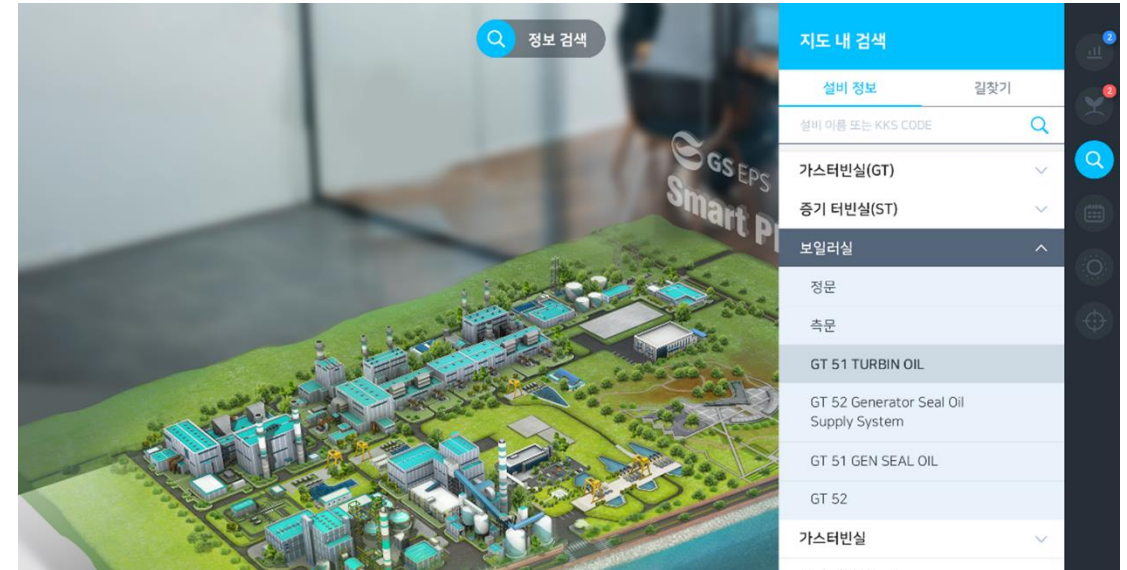 정보 검색
GS EPS
Smart
지도 내 검색
설비 정보
길찾기
설비 이름 또는 KKS CODE
가스터빈실(GT)
증기 터빈실(ST)
보일러실
정문
측문
GT 51 TURBIN OIL
GT 52 Generator Seal Oil
Supply System
GT 51 GEN SEAL OIL
GT 52
가스터빈실
2
2